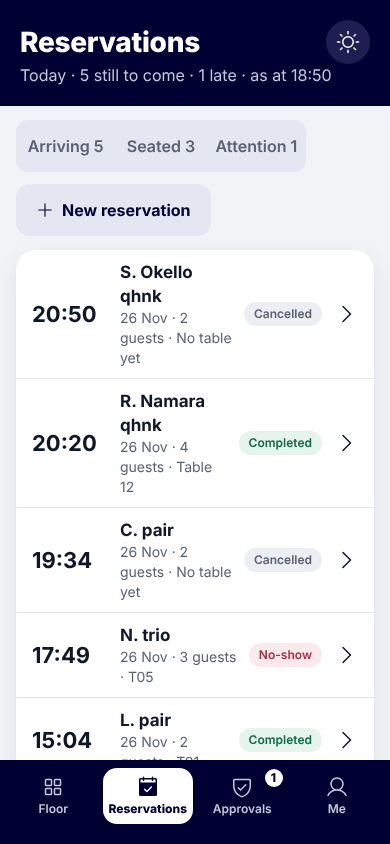 Reservations
Today · 5 still to come · 1 late · as at 18:50
Arriving 5 Seated 3 Attention 1
+ New reservation
S. Okello
qhnk
20:50
26 Nov · 2
guests · No table
yet
Cancelled
R. Namara
qhnk
20:20
26 Nov · 4
guests · Table
12
Completed
C. pair
19:34
26 Nov · 2
guests · No table
yet
Cancelled
N. trio
17:49
26 Nov · 3 guests
· T05
No-show
L. pair
15:04
26 Nov · 2
Completed
1
Floor Reservations Approvals Me